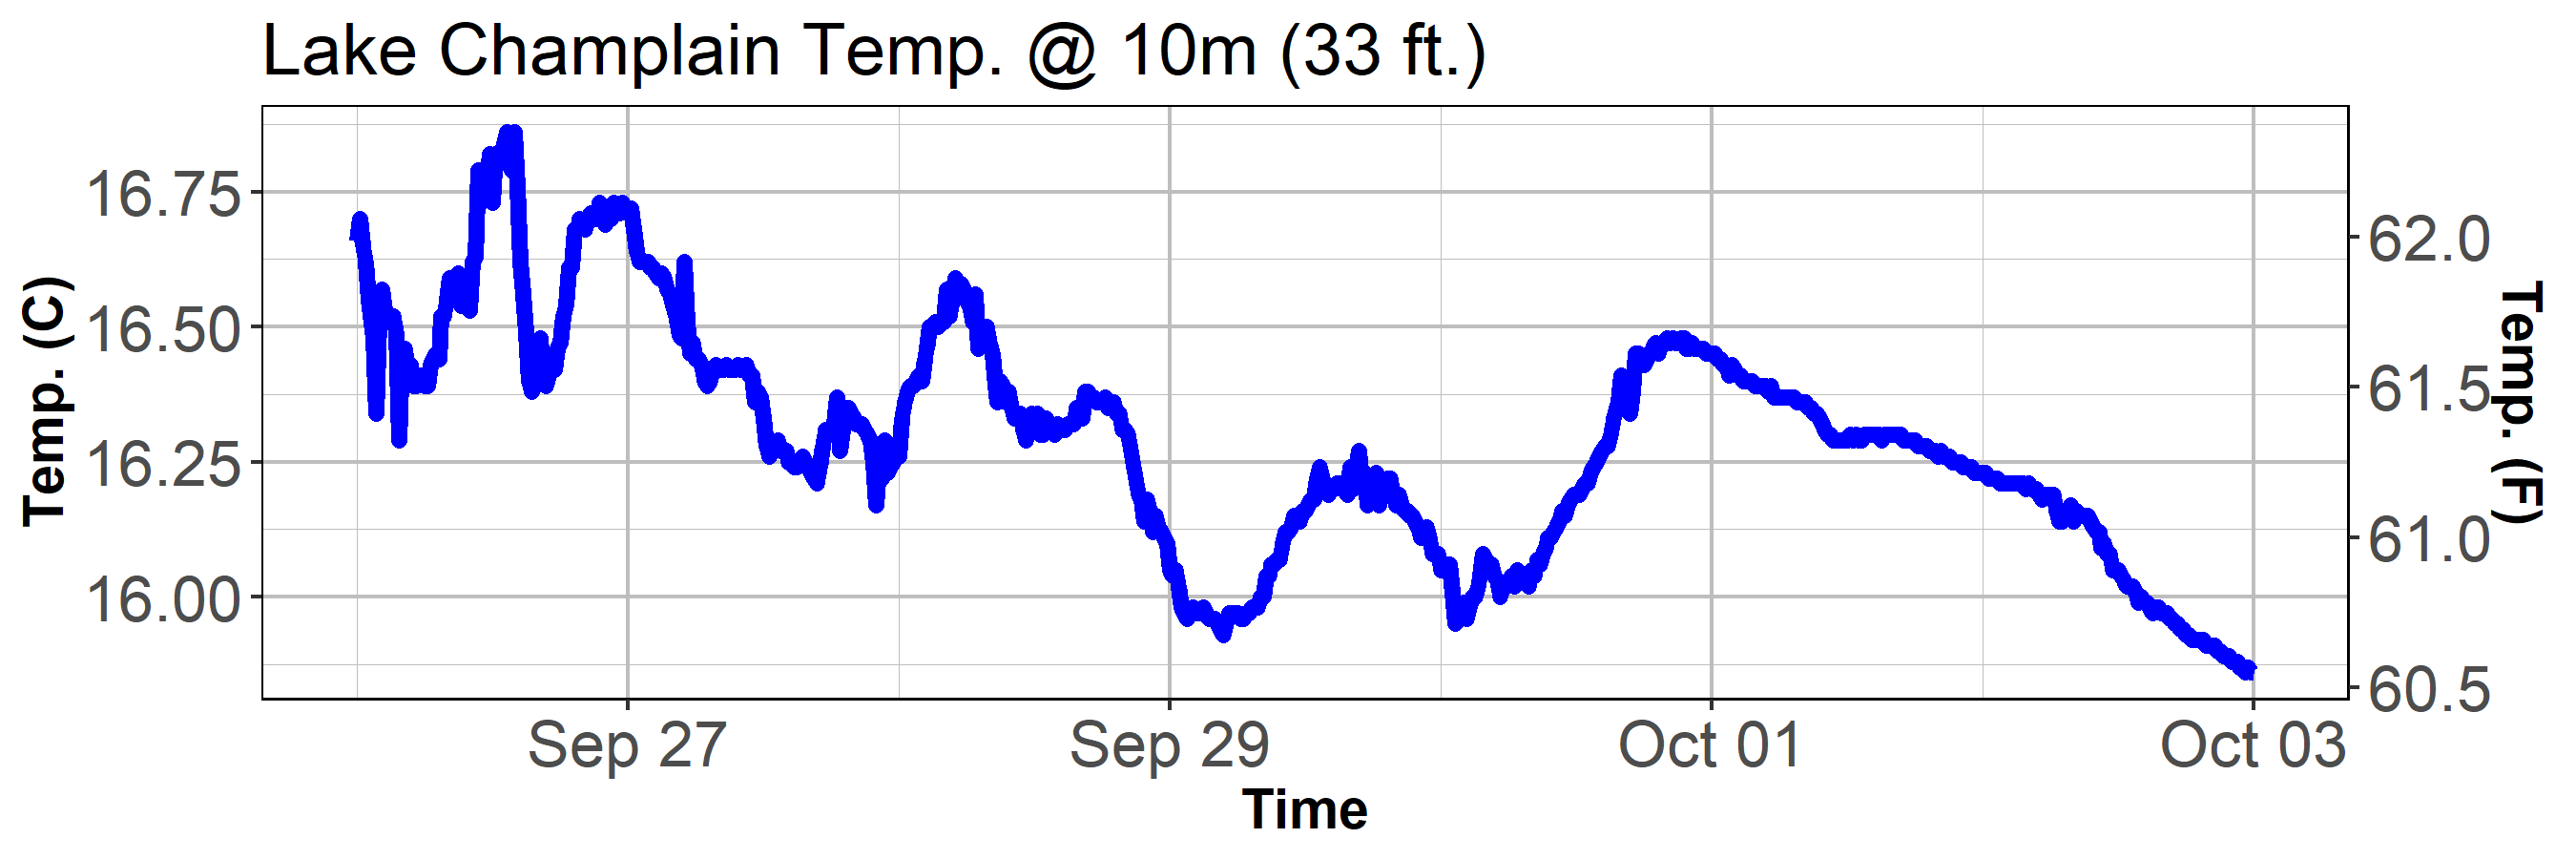 Lake Champlain Temp. @ 10m (33 ft.)
Temp. (C)
16.75
16.50
16.25
16.00
62.0
61.5
61.0
60.5
Temp. (F)
Sep 27
Sep 29
Oct 01
Oct 03
Time